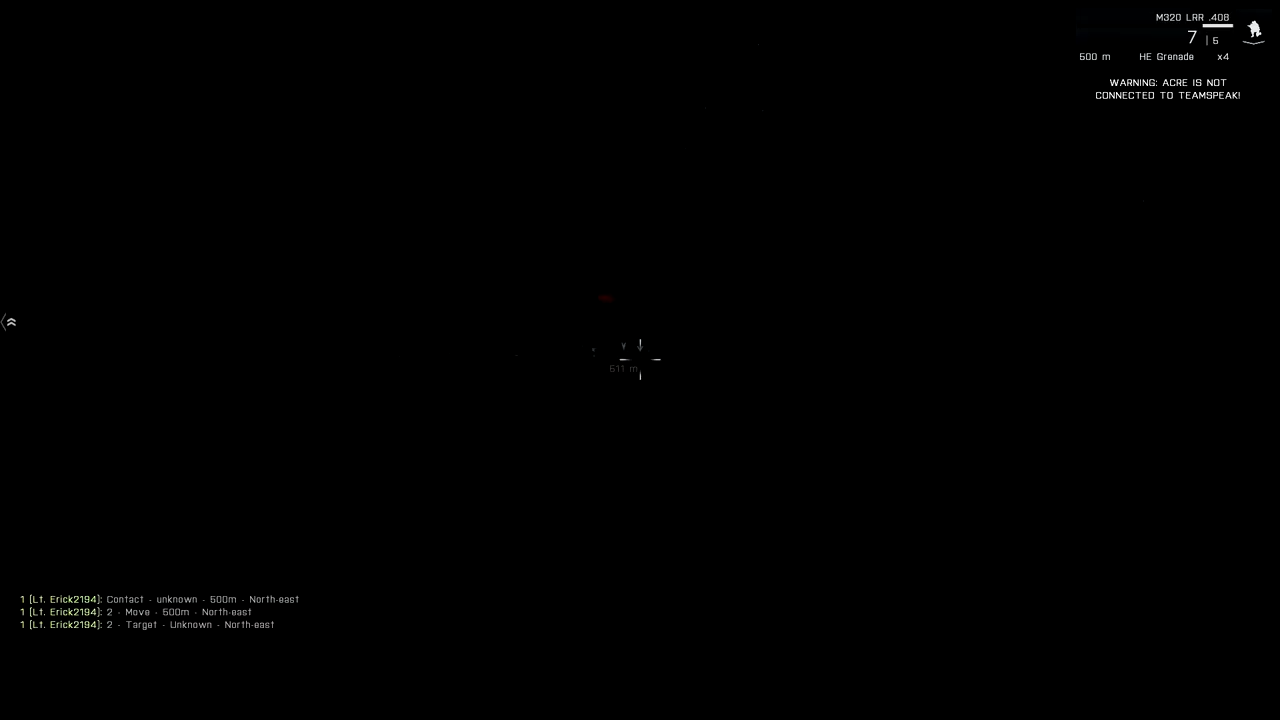 M320 LRR .408
7 | 5
500 m HE Grenade x4
WARNING: ACRE IS NOT
CONNECTED TO TEAMSPEAK!
611 m
1 [Lt. Erick2194]: Contact - unknown - 500m - North-east
1 [Lt. Erick2194]: 2 - Move - 500m - North-east
1 [Lt. Erick2194]: 2 - Target - Unknown - North-east